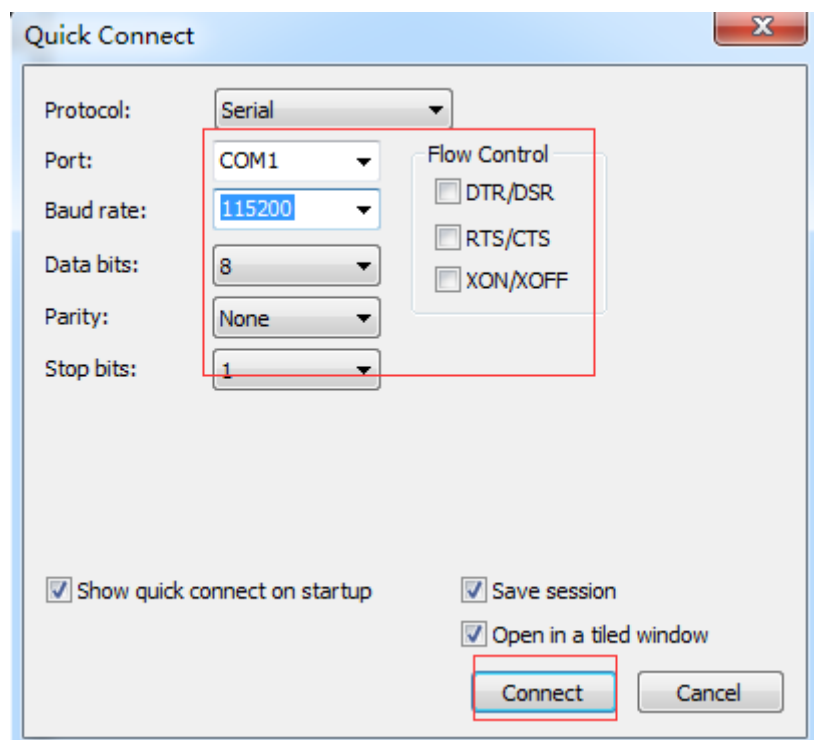 Quick Connect
Protocol: Serial
Port: COM1
Flow Control
DTR/DSR
Baud rate: 115200
RTS/CTS
Data bits: 8
XON/XOFF
Parity: None
Stop bits: 1
Show quick connect on startup
Save session
Open in a tiled window
Connect
Cancel